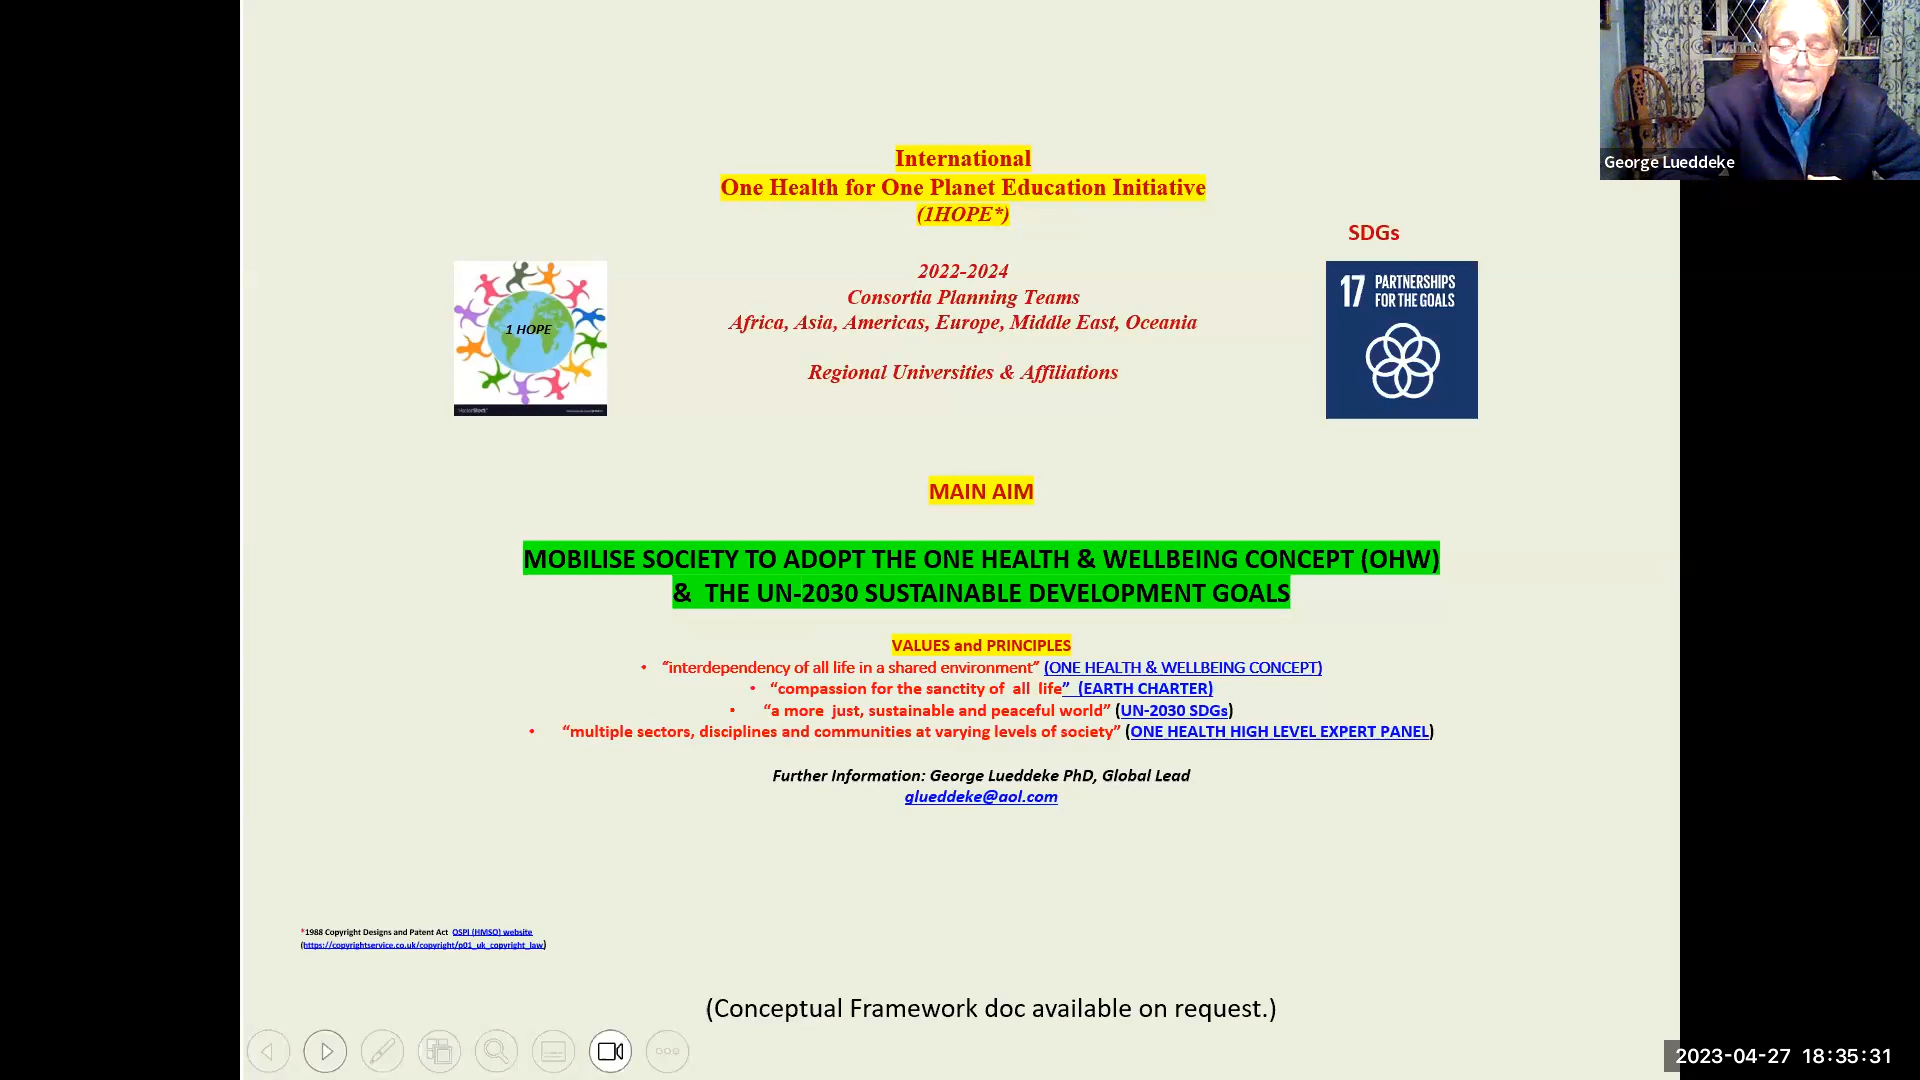 International
One Health for One Planet Education Initiative
(1HOPE*)
SDGs
2022-2024
Consortia Planning Teams
Africa, Asia, Americas, Europe, Middle East, Oceania
Regional Universities & Affiliations
1 HOPE
17 PARTNERSHIPS
FOR THE GOALS
MAIN AIM
MOBILISE SOCIETY TO ADOPT THE ONE HEALTH & WELLBEING CONCEPT (OHW)
& THE UN-2030 SUSTAINABLE DEVELOPMENT GOALS
VALUES and PRINCIPLES
• “interdependency of all life in a shared environment” (ONE HEALTH & WELLBEING CONCEPT)
• “compassion for the sanctity of all life” (EARTH CHARTER)
• “a more just, sustainable and peaceful world” (UN-2030 SDGs)
• “multiple sectors, disciplines and communities at varying levels of society” (ONE HEALTH HIGH LEVEL EXPERT PANEL)
Further Information: George Lueddeke PhD, Global Lead
glueddeke@aol.com
*1988 Copyright Designs and Patent Act OSPI (HMSO) website
(https://copyrightservice.co.uk/copyright/p01_uk_copyright_law)
(Conceptual Framework doc available on request.)
George Lueddeke
2023-04-27 18:35:31